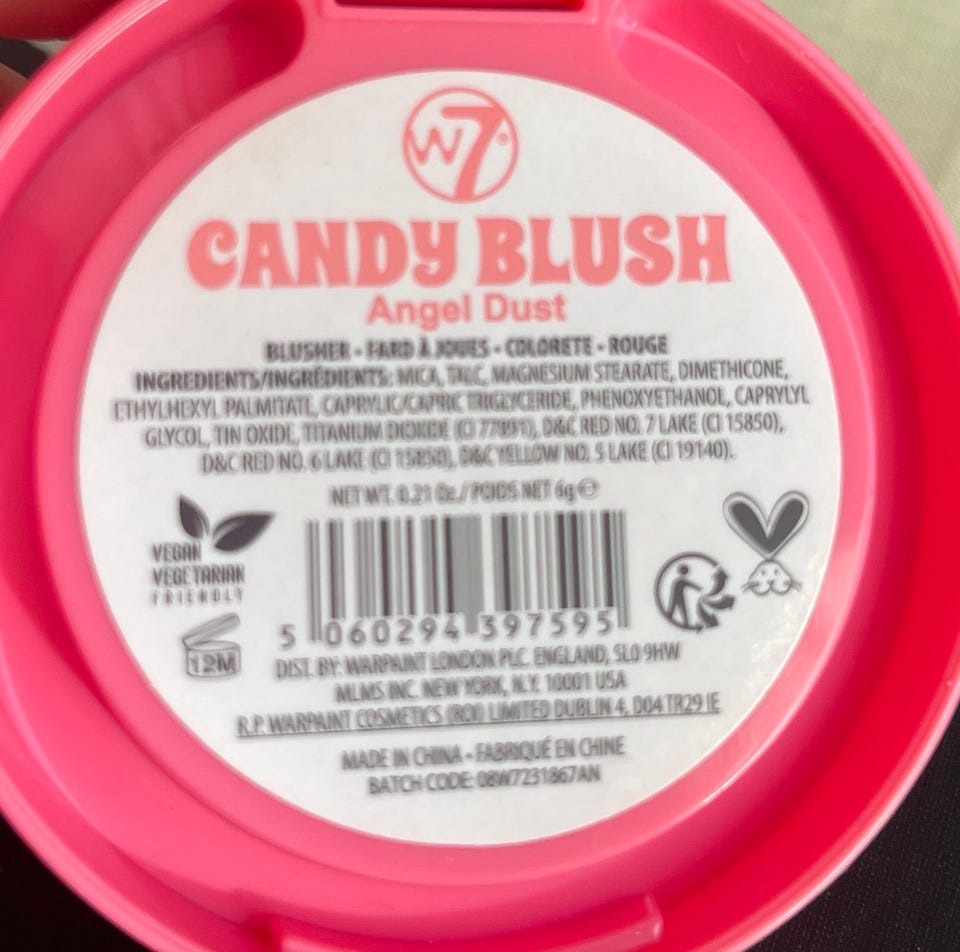 W7®
CANDY BLUSH
Angel Dust
BLUSHER • FARD À JOUES • COLORETE • ROUGE
INGREDIENTS/INGRÉDIENTS: MICA, TALC, MAGNESIUM STEARATE, DIMETHICONE,
ETHYLHEXYL PALMITATE, CAPRYLIC/CAPRIC TRIGLYCERIDE, PHENOXYETHANOL, CAPRYLYL
GLYCOL, TIN OXIDE, TITANIUM DIOXIDE (CI 77891), D&C RED NO. 7 LAKE (CI 15850),
D&C RED NO. 6 LAKE (CI 15850), D&C YELLOW NO. 5 LAKE (CI 19140).
NET WT. 0.21 Oz./POIDS NET 6g ℮
VEGAN
VEGETARIAN
FRIENDLY
12M
5 060294 397595
DIST. BY: WARPAINT LONDON PLC. ENGLAND, SL0 9HW
MLMS INC. NEW YORK, N.Y. 10001 USA
R.P. WARPAINT COSMETICS (ROI) LIMITED DUBLIN 4, D04 TR29 IE
MADE IN CHINA • FABRIQUÉ EN CHINE
BATCH CODE: 08W7231867AN